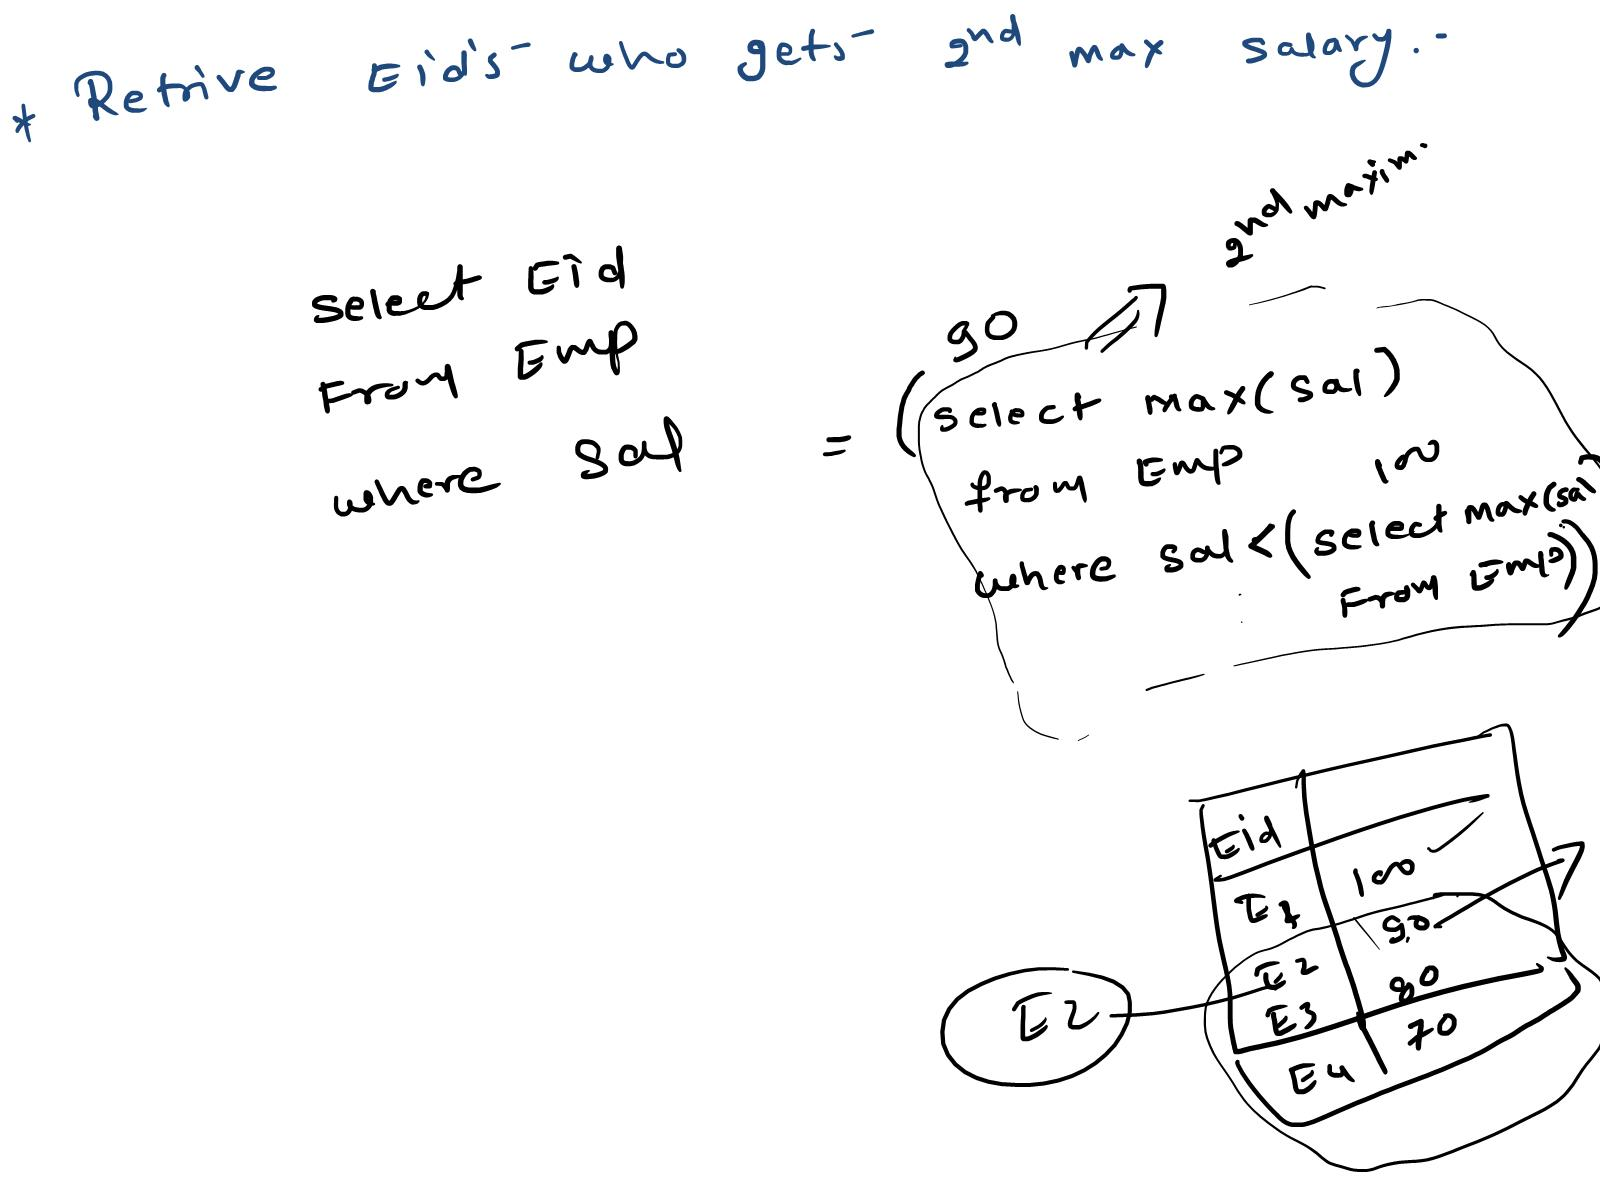 * Retrive Eid's who gets 2nd max salary..
2nd maxim.
Select Eid
From Emp
where Sal
=
90
(select max(sal)
from Emp
100
where sal<(select max(sal)
From Emp))
Eid
E1 100
E2 90
E3 80
E4 70
E2